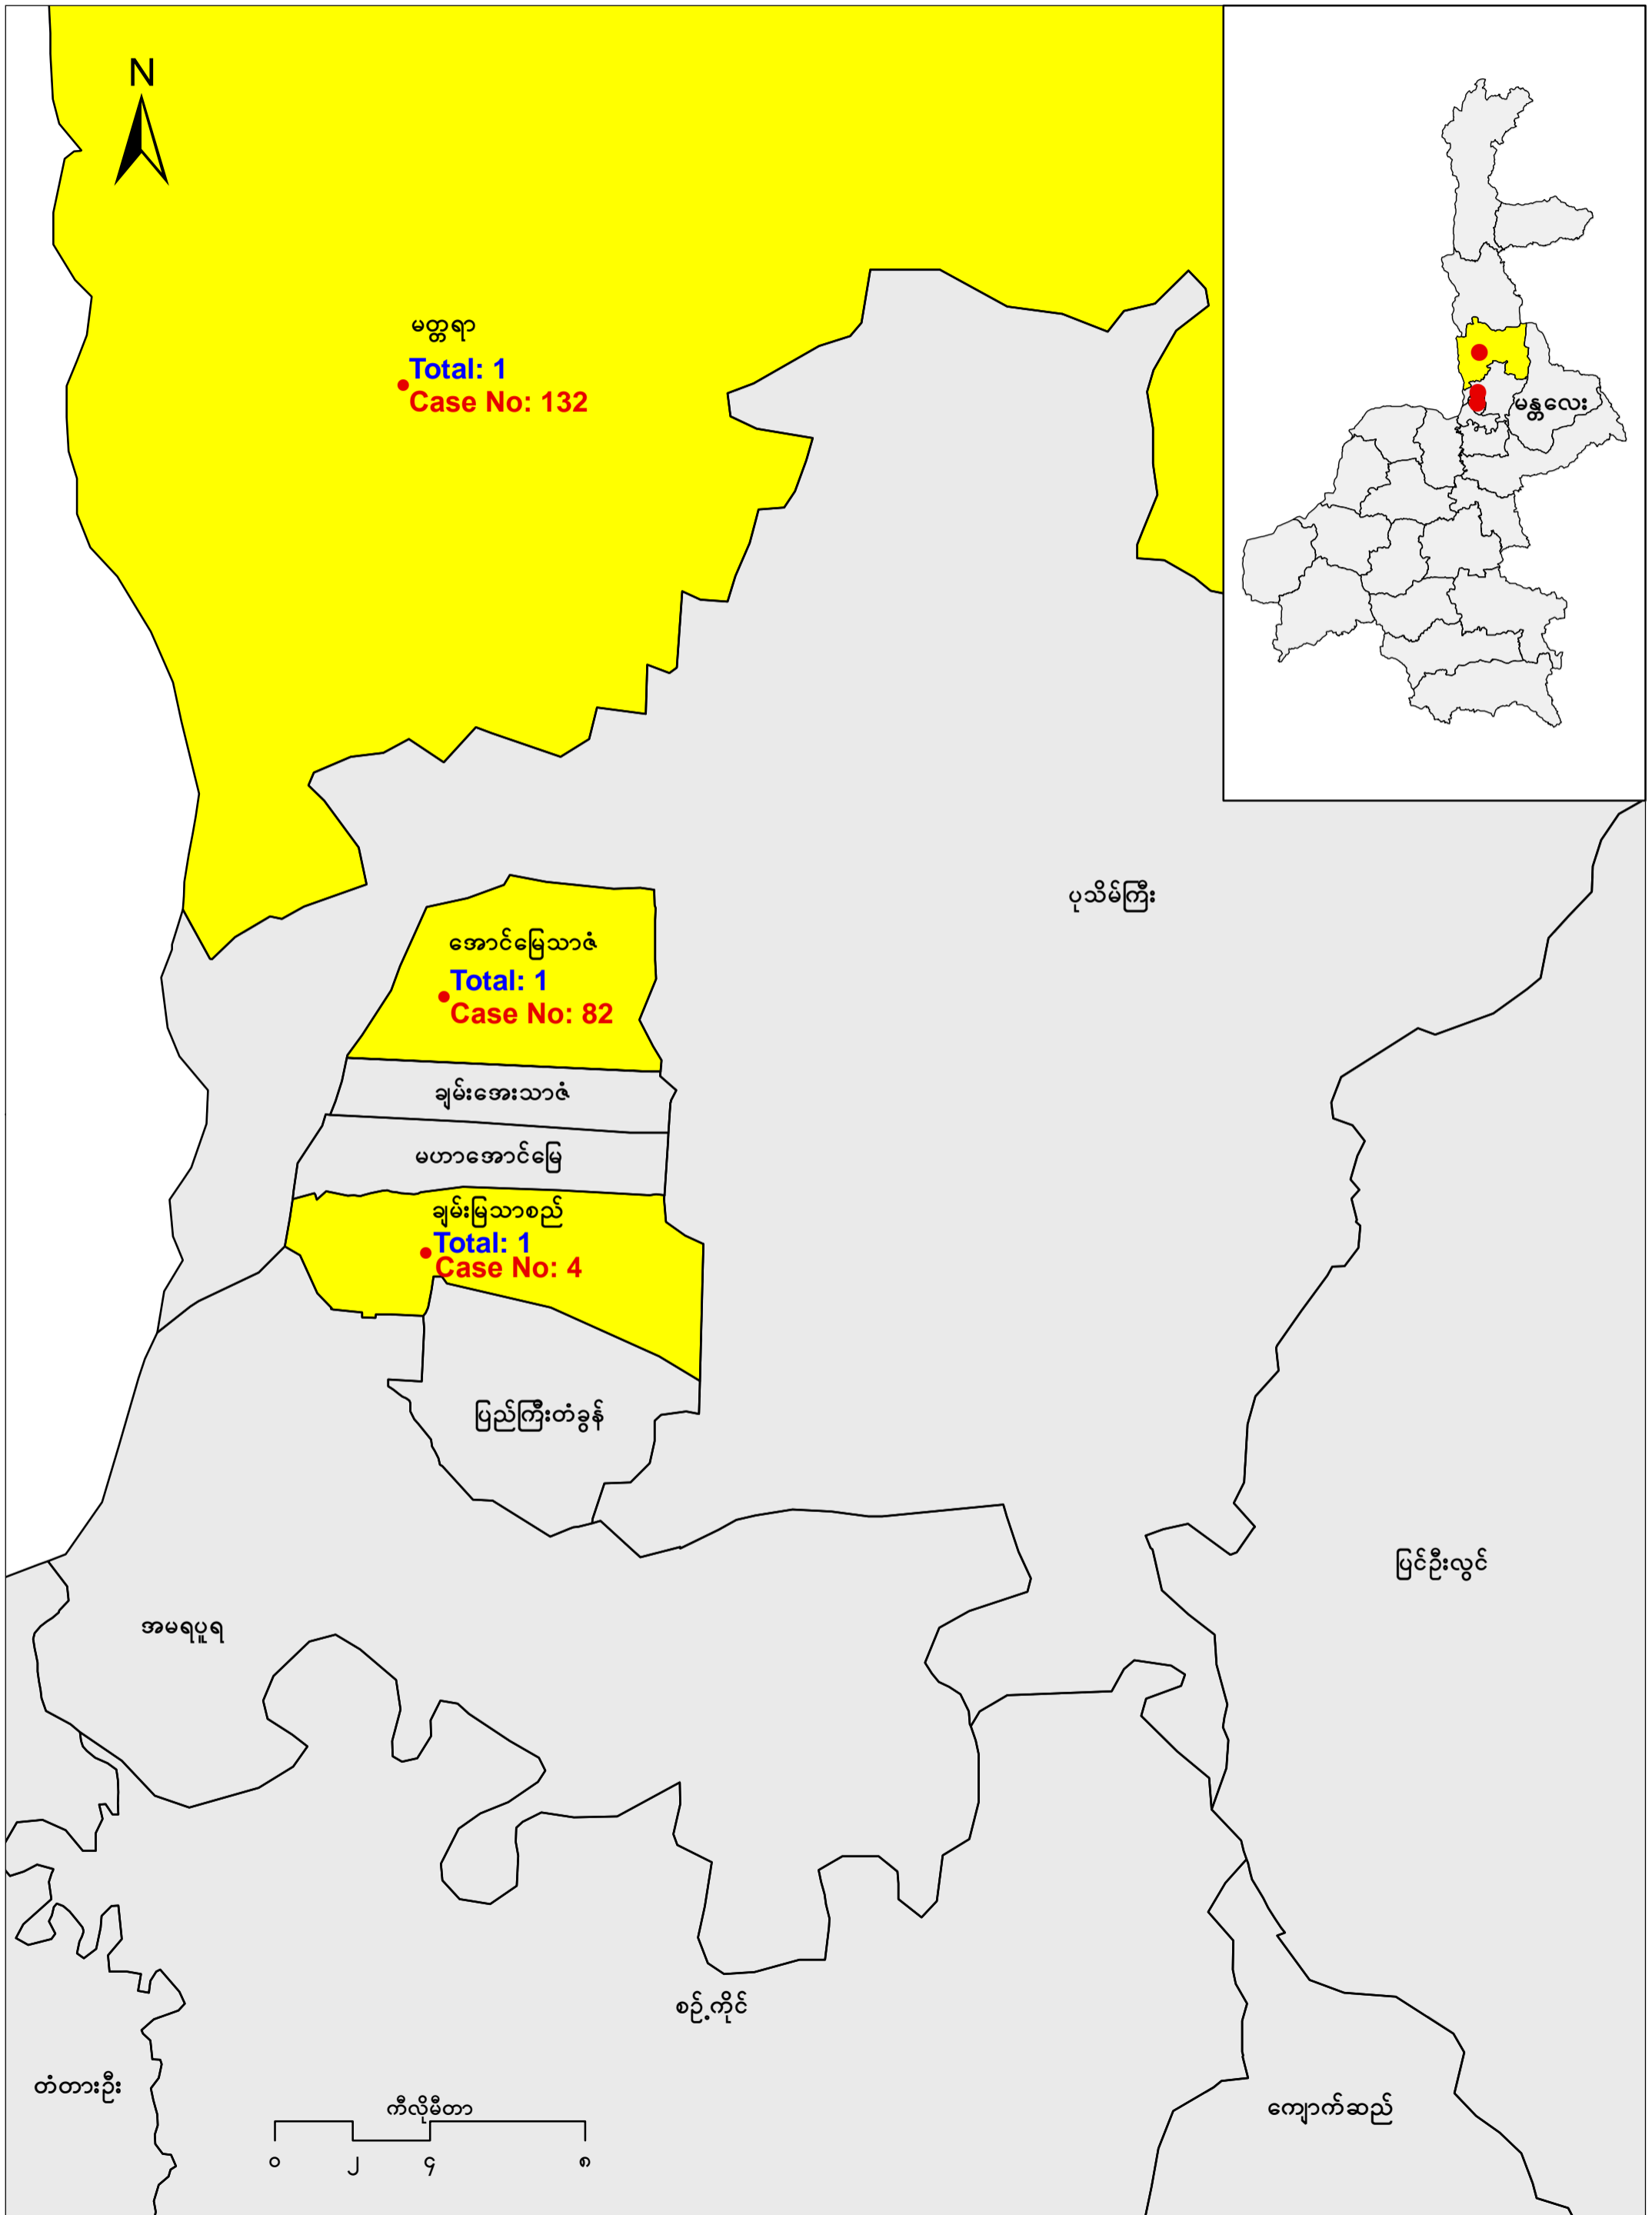 N
မတ္တရာ
Total: 1
Case No: 132
မန္တလေး
ပုသိမ်ကြီး
အောင်မြေသာဇံ
Total: 1
Case No: 82
ချမ်းအေးသာဇံ
မဟာအောင်မြေ
ချမ်းမြသာစည်
Total: 1
Case No: 4
ပြည်ကြီးတံခွန်
ပြင်ဦးလွင်
အမရပူရ
စဉ့်ကိုင်
တံတားဦး
ကျောက်ဆည်
ကီလိုမီတာ
၀ ၂ ၄ ၈